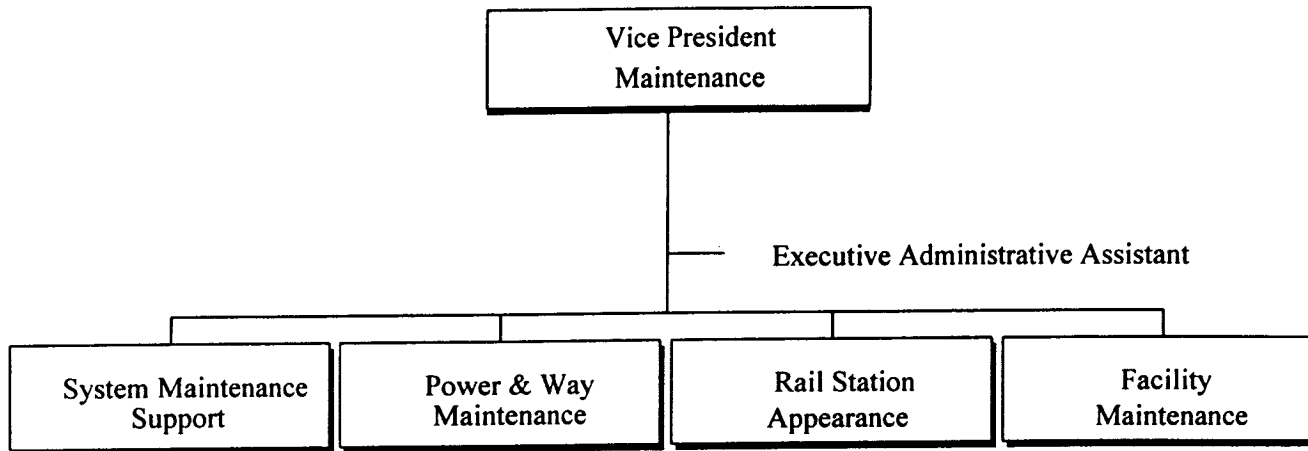 Vice President
Maintenance
Executive Administrative Assistant
System Maintenance
Support
Power & Way
Maintenance
Rail Station
Appearance
Facility
Maintenance